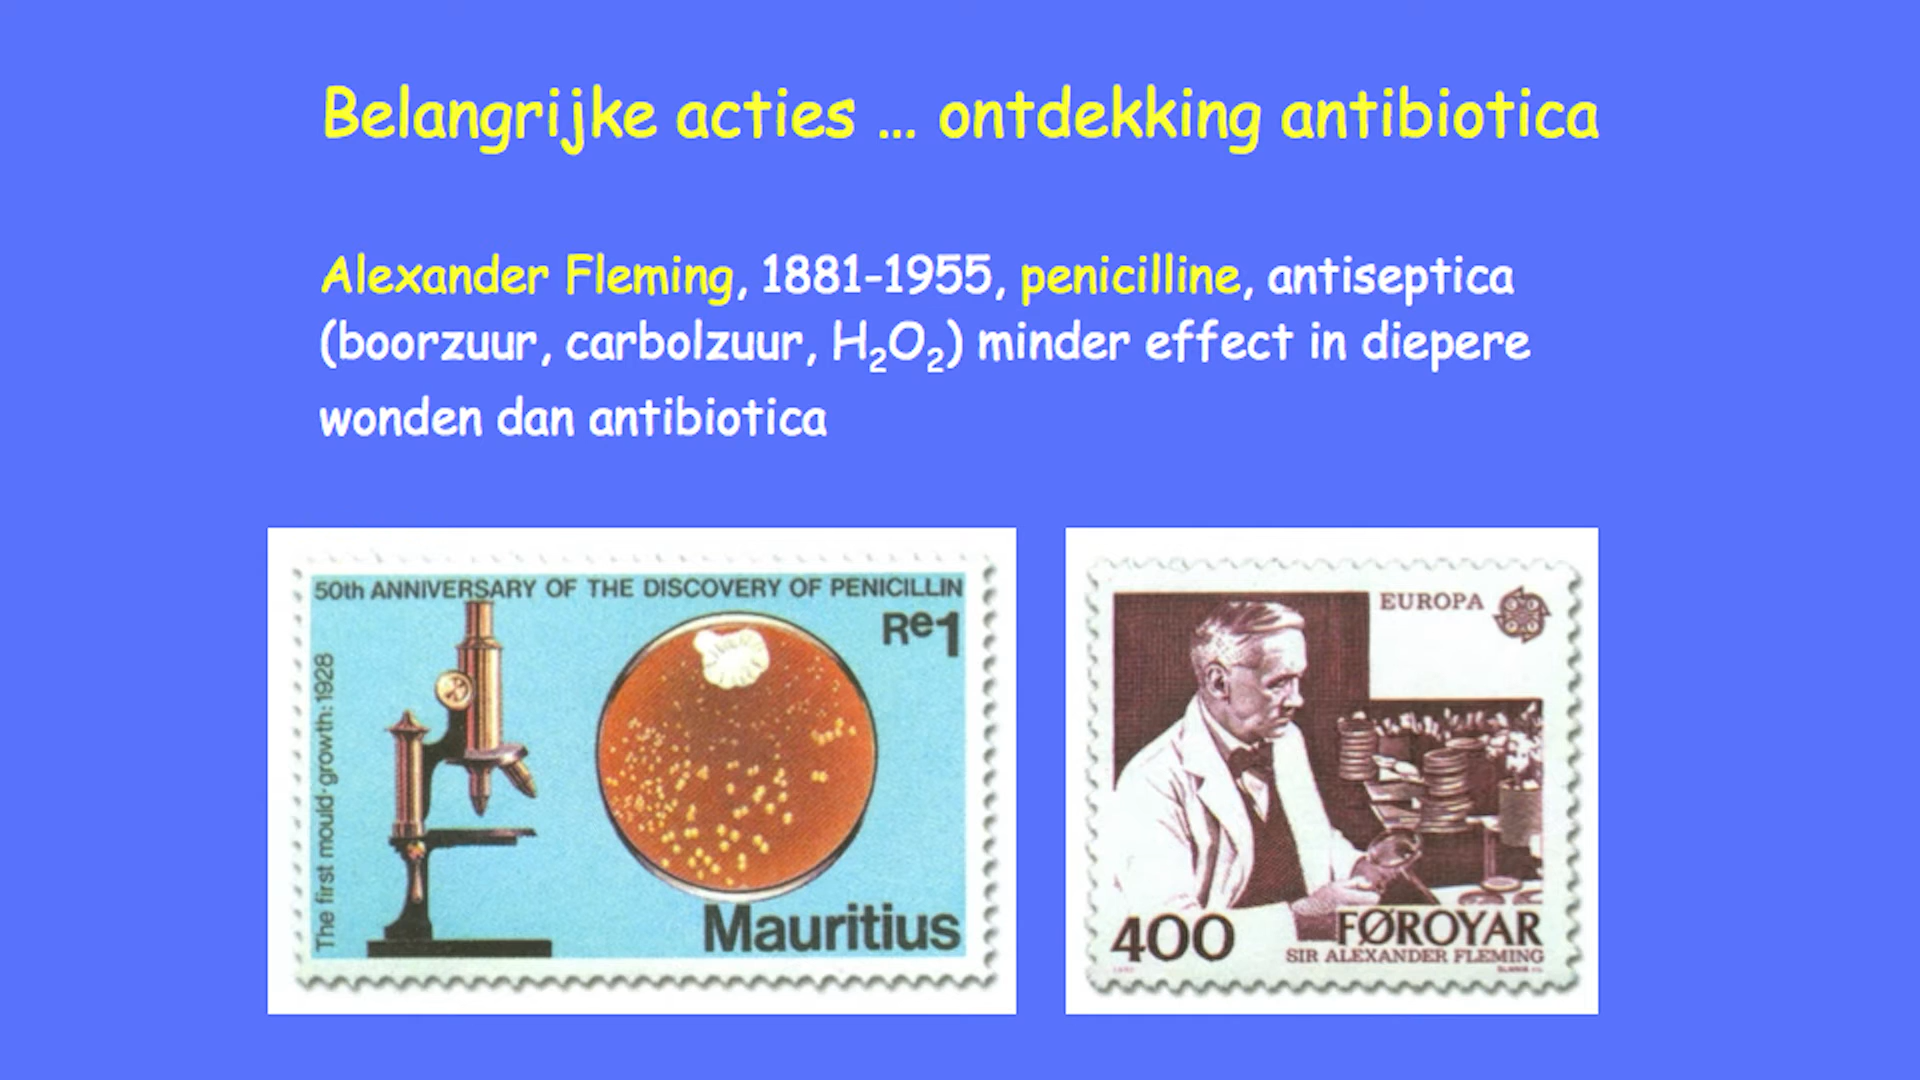 Belangrijke acties ... ontdekking antibiotica
Alexander Fleming, 1881-1955, penicilline, antiseptica
(boorzuur, carbolzuur, H₂O₂) minder effect in diepere
wonden dan antibiotica
50th ANNIVERSARY OF THE DISCOVERY OF PENICILLIN
Re1
The first mould-growth: 1928
Mauritius
EUROPA
400
FØROYAR
SIR ALEXANDER FLEMING